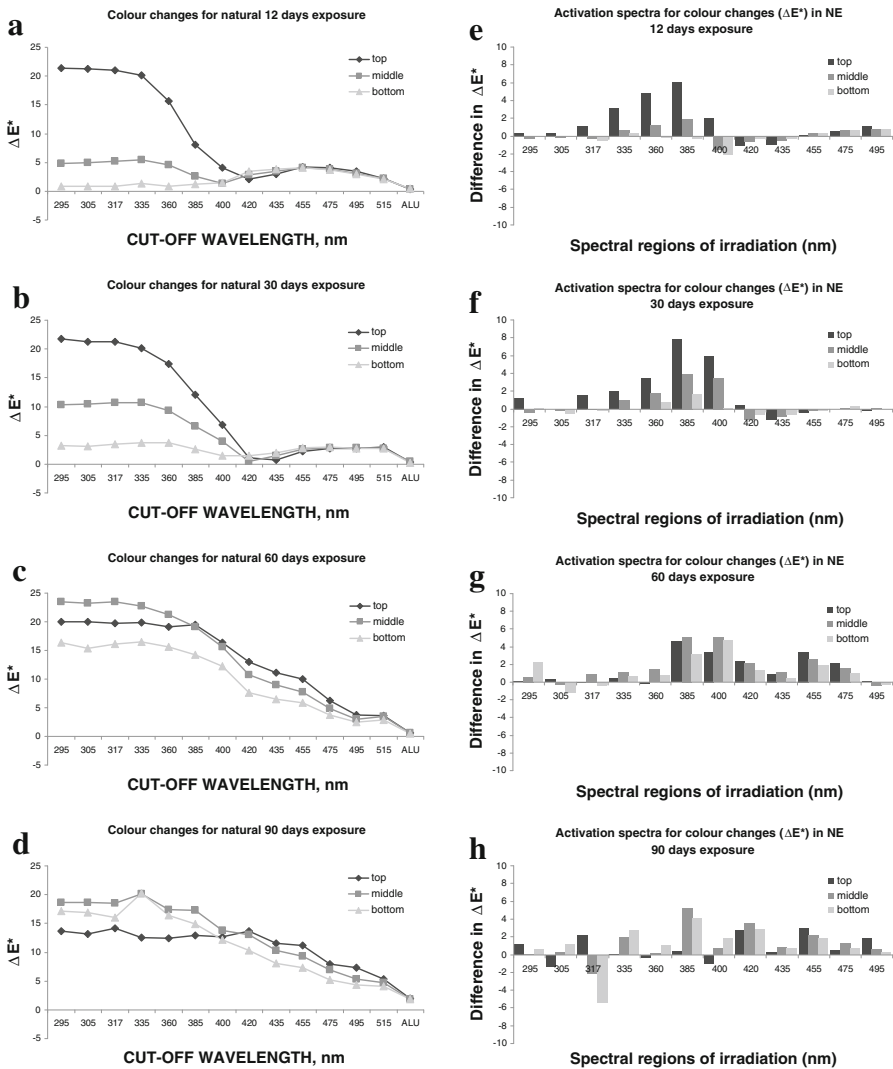 a
Colour changes for natural 12 days exposure
25
20
15
10
5
0
-5
Δ E*
top
middle
bottom
295 305 317 335 360 385 400 420 435 455 475 495 515 ALU
CUT-OFF WAVELENGTH, nm
e
Activation spectra for colour changes (ΔE*) in NE
12 days exposure
10
8
6
4
2
0
-2
-4
-6
-8
-10
Difference in ΔE*
top
middle
bottom
295 305 317 335 360 385 400 420 435 455 475 495
Spectral regions of irradiation (nm)
b
Colour changes for natural 30 days exposure
25
20
15
10
5
0
-5
Δ E*
top
middle
bottom
295 305 317 335 360 385 400 420 435 455 475 495 515 ALU
CUT-OFF WAVELENGTH, nm
f
Activation spectra for colour changes (ΔE*) in NE
30 days exposure
10
8
6
4
2
0
-2
-4
-6
-8
-10
Difference in ΔE*
top
middle
bottom
295 305 317 335 360 385 400 420 435 455 475 495
Spectral regions of irradiation (nm)
c
Colour changes for natural 60 days exposure
25
20
15
10
5
0
-5
Δ E*
top
middle
bottom
295 305 317 335 360 385 400 420 435 455 475 495 515 ALU
CUT-OFF WAVELENGTH, nm
g
Activation spectra for colour changes (ΔE*) in NE
60 days exposure
10
8
6
4
2
0
-2
-4
-6
-8
-10
Difference in ΔE*
top
middle
bottom
295 305 317 335 360 385 400 420 435 455 475 495
Spectral regions of irradiation (nm)
d
Colour changes for natural 90 days exposure
25
20
15
10
5
0
-5
Δ E*
top
middle
bottom
295 305 317 335 360 385 400 420 435 455 475 495 515 ALU
CUT-OFF WAVELENGTH, nm
h
Activation spectra for colour changes (ΔE*) in NE
90 days exposure
10
8
6
4
2
0
-2
-4
-6
-8
-10
Difference in ΔE*
top
middle
bottom
295 305 317 335 360 385 400 420 435 455 475 495
Spectral regions of irradiation (nm)